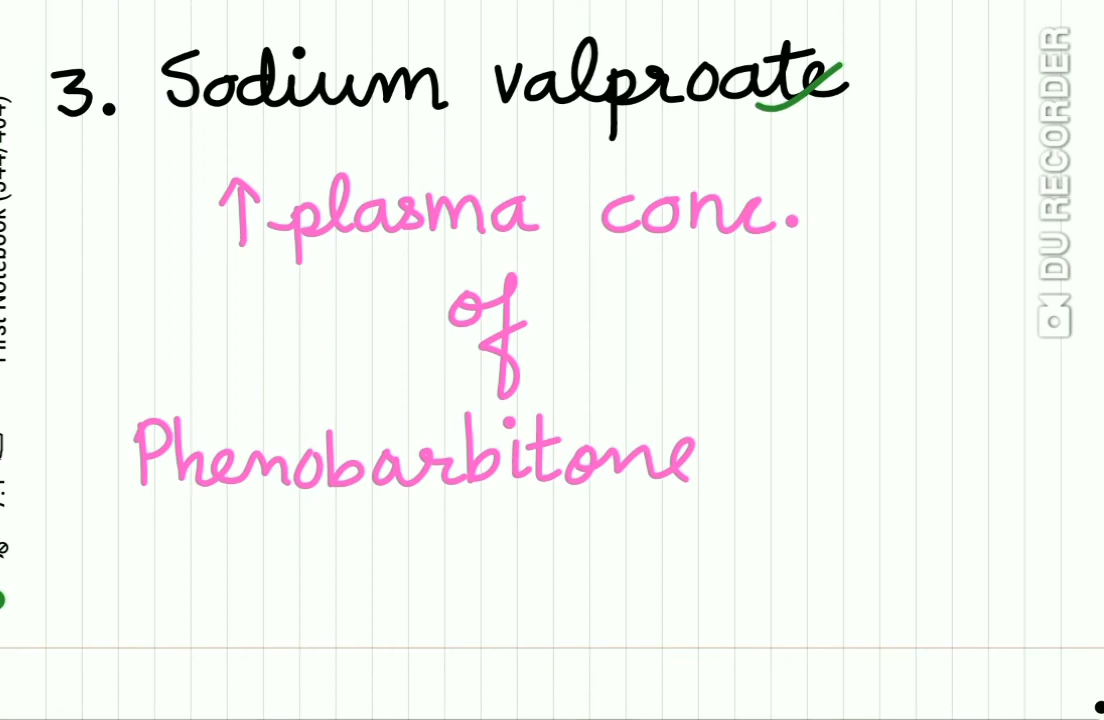 3. Sodium valproate
↑ plasma conc.
of
Phenobarbitone
DU RECORDER